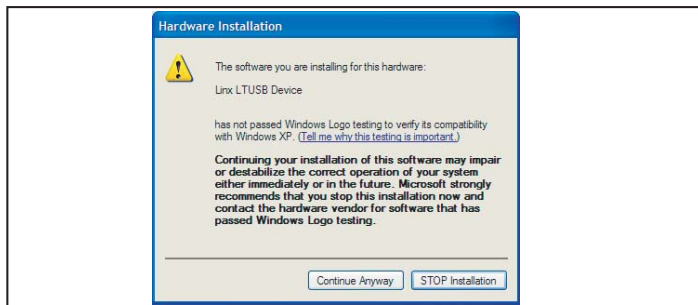 Hardware Installation
The software you are installing for this hardware:
Linx LTUSB Device
has not passed Windows Logo testing to verify its compatibility
with Windows XP. (Tell me why this testing is important.)
Continuing your installation of this software may impair
or destabilize the correct operation of your system
either immediately or in the future. Microsoft strongly
recommends that you stop this installation now and
contact the hardware vendor for software that has
passed Windows Logo testing.
Continue Anyway
STOP Installation